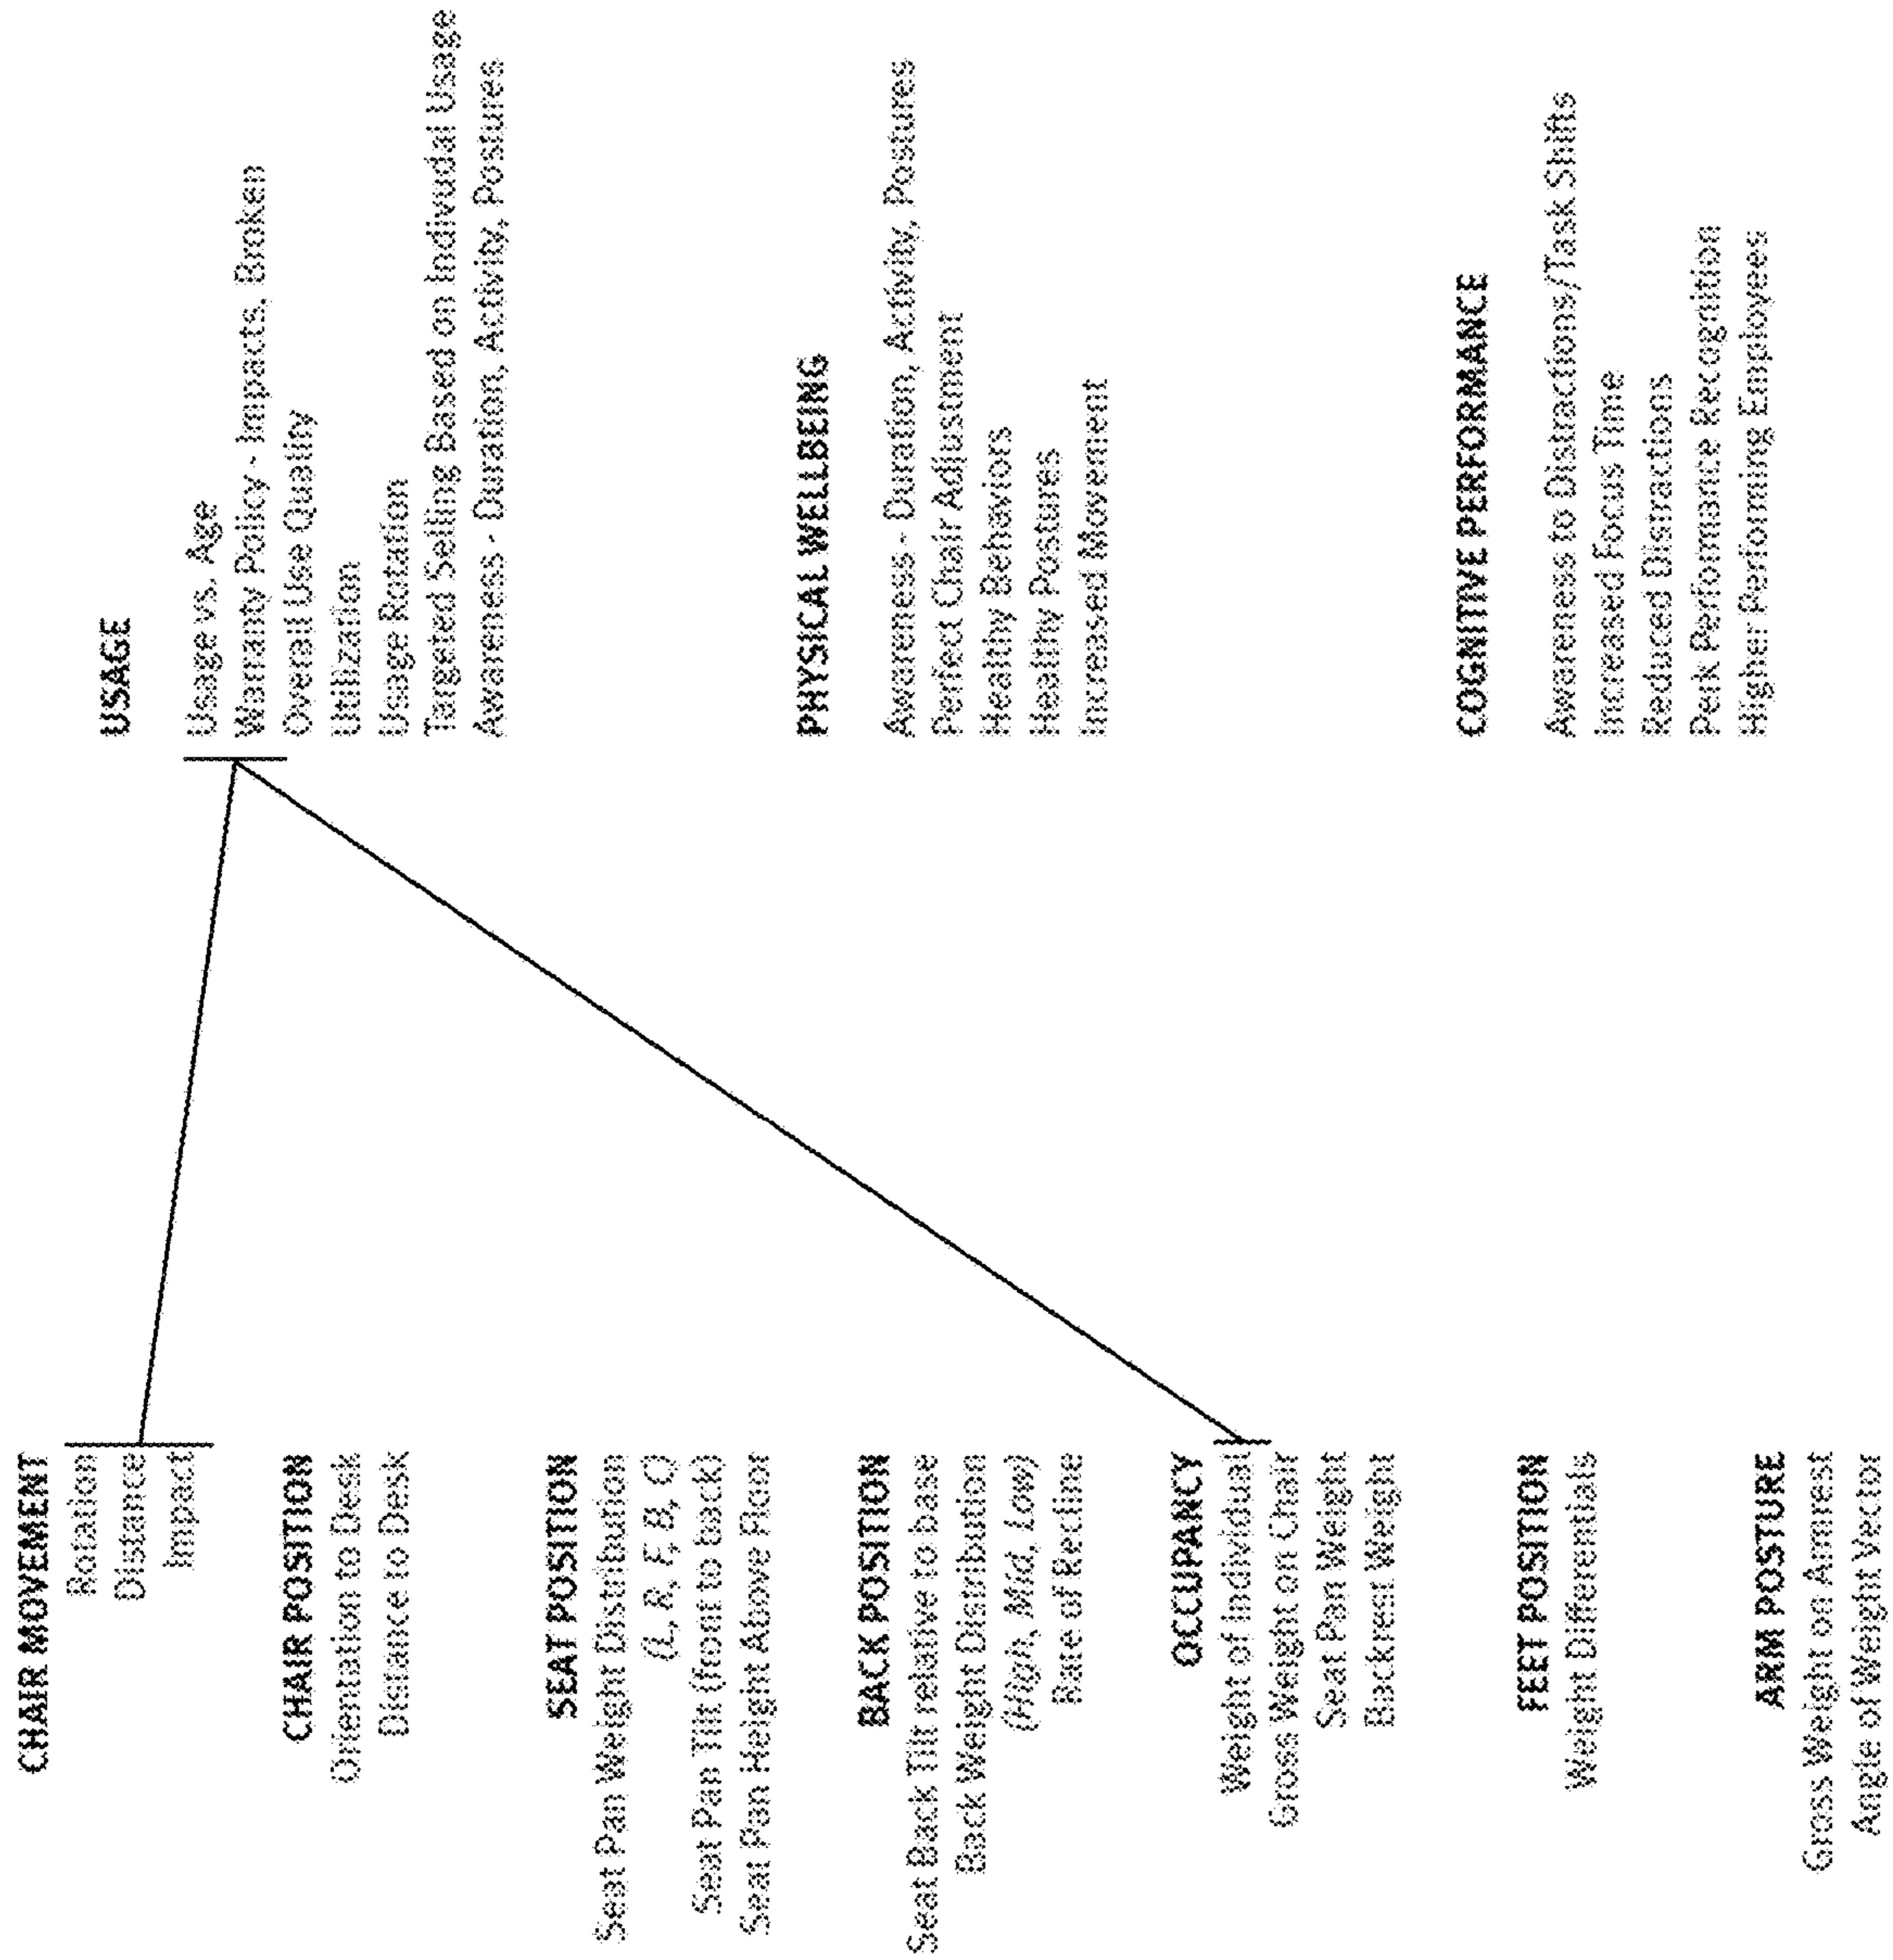 CHAIR MOVEMENT
Rotation
Distance
Impact
CHAIR POSITION
Orientation to Desk
Distance to Desk
SEAT POSITION
Seat Pan Weight Distribution
(L, R, F, B, C)
Seat Pan Tilt (front to back)
Seat Pan Height Above Floor
BACK POSITION
Seat Back Tilt relative to base
Back Weight Distribution
(High, Mid, Low)
Rate of Recline
OCCUPANCY
Weight of Individual
Gross Weight on Chair
Seat Pan Weight
Backrest Weight
FEET POSITION
Weight Differentials
ARM POSTURE
Gross Weight on Armrest
Angle of Weight Vector
USAGE
Usage vs. Age
Warranty Policy - Impacts, Broken
Overall Use Quality
Utilization
Usage Rotation
Targeted Selling Based on Indivudal Usage
Awareness - Duration, Activity, Postures
PHYSICAL WELLBEING
Awareness - Duration, Activity, Postures
Perfect Chair Adjustment
Healthy Behaviors
Healthy Postures
Increased Movement
COGNITIVE PERFORMANCE
Awareness to Distractions/Task Shifts
Increased Focus Time
Reduced Distractions
Perk Performance Recognition
Higher Performing Employees